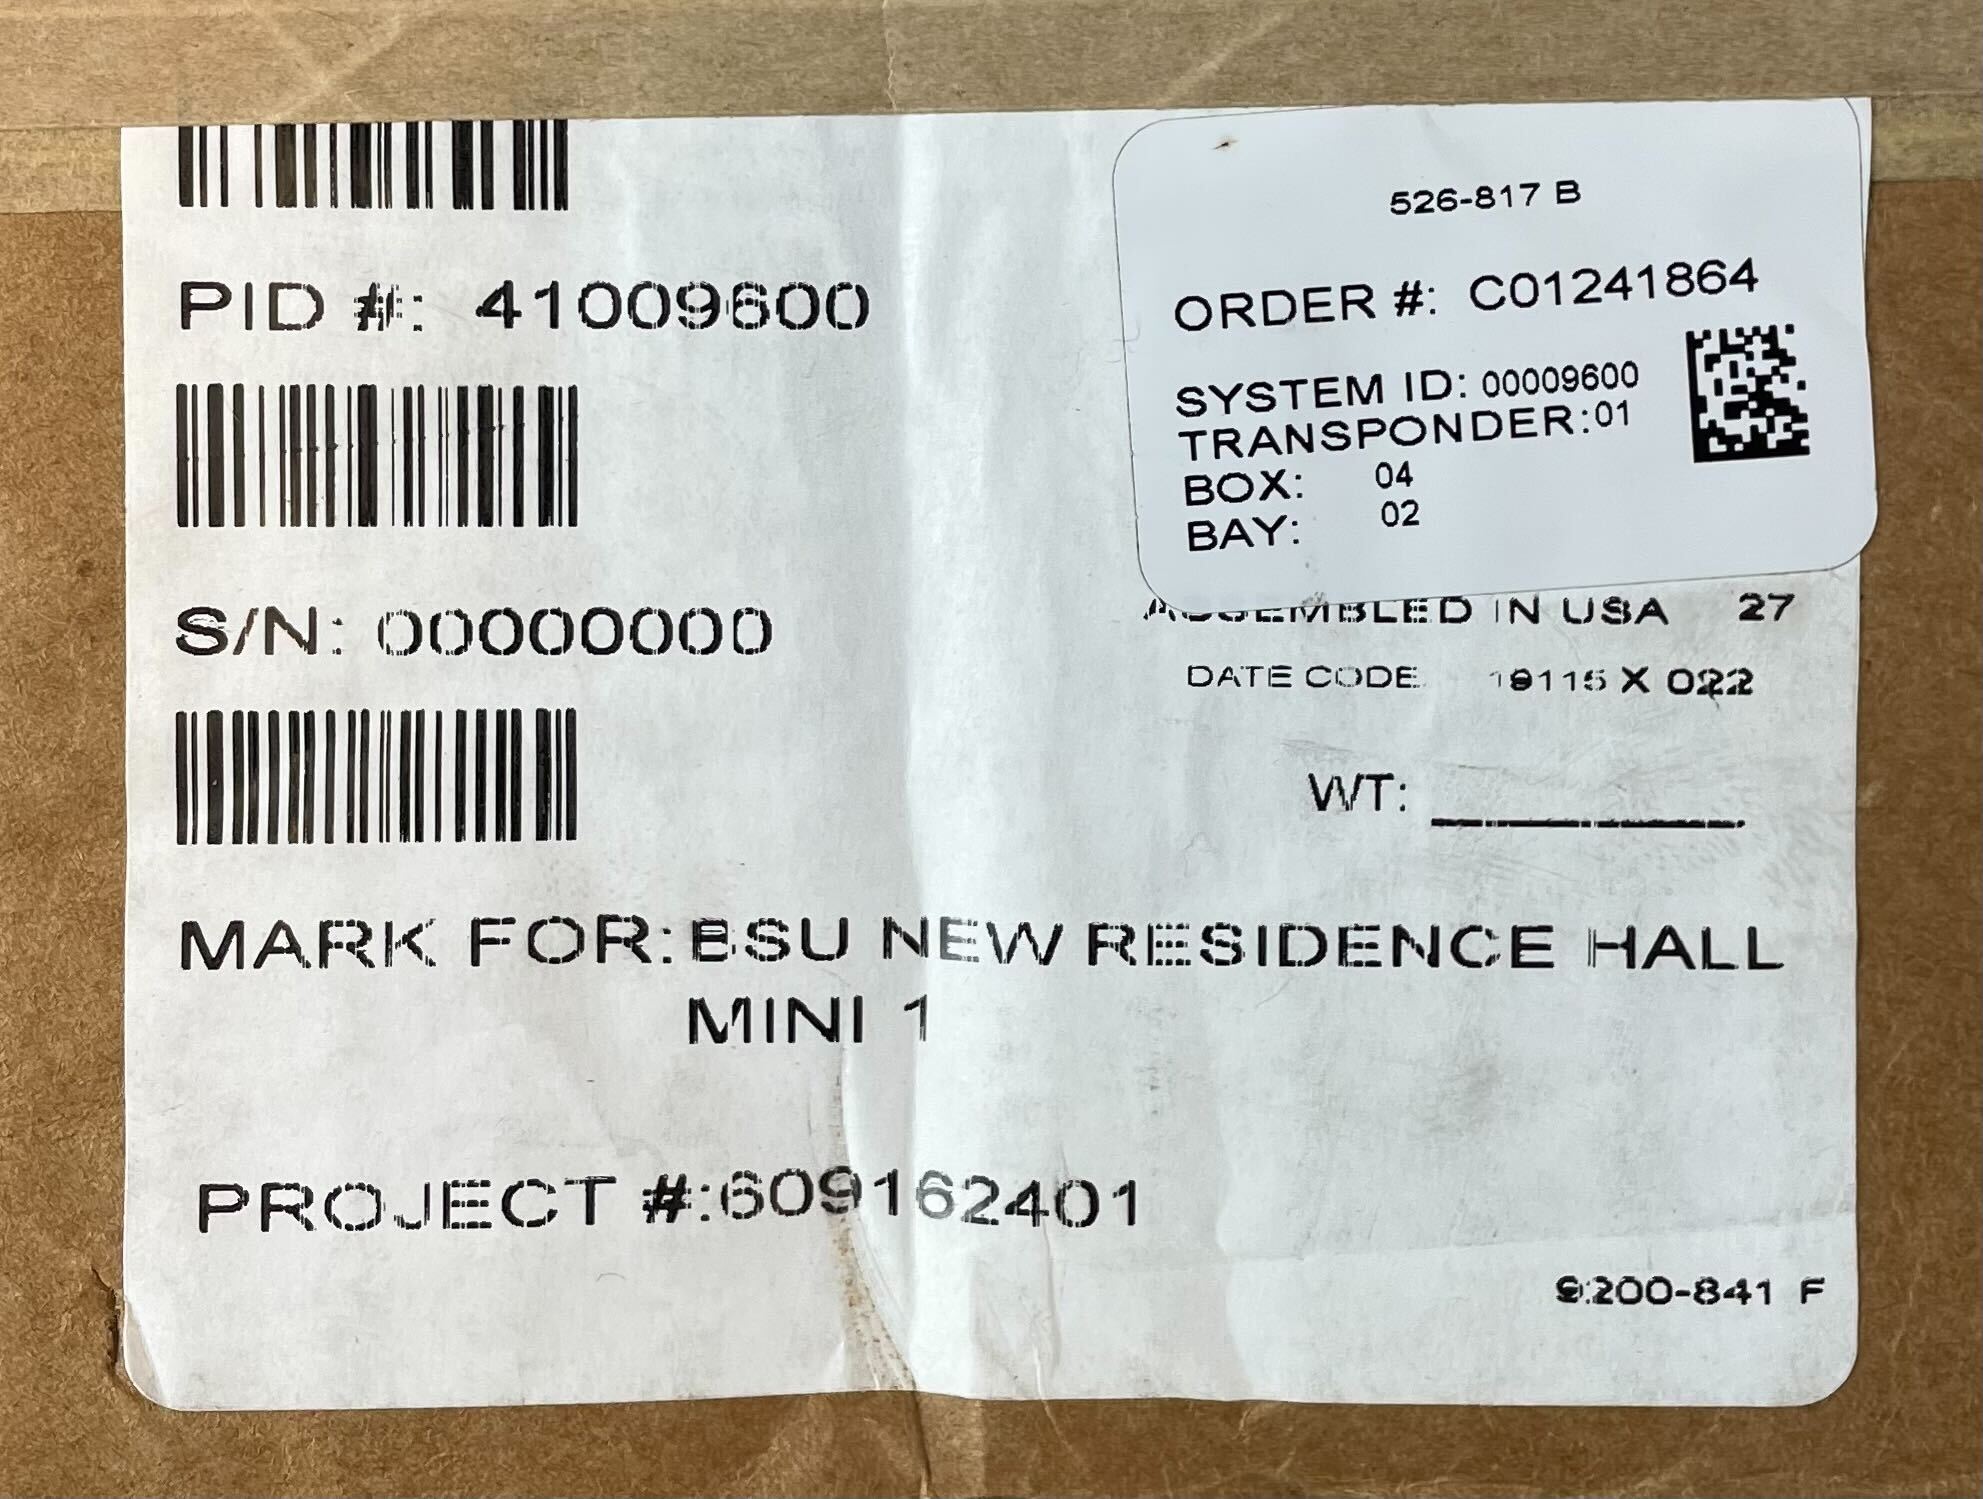 PID #: 41009600
S/N: 00000000
526-817 B
ORDER #: C01241864
SYSTEM ID: 00009600
TRANSPONDER:01
BOX: 04
BAY: 02
ASSEMBLED IN USA 27
DATE CODE 19115 X 022
WT:
MARK FOR: BSU NEW RESIDENCE HALL
MINI 1
PROJECT #:609162401
9200-841 F